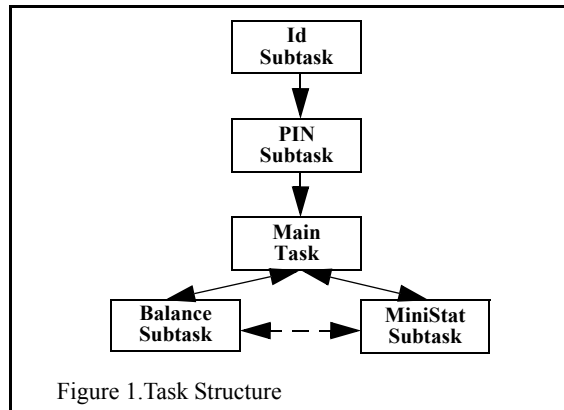 Id
Subtask
PIN
Subtask
Main
Task
Balance
Subtask
MiniStat
Subtask
Figure 1.Task Structure